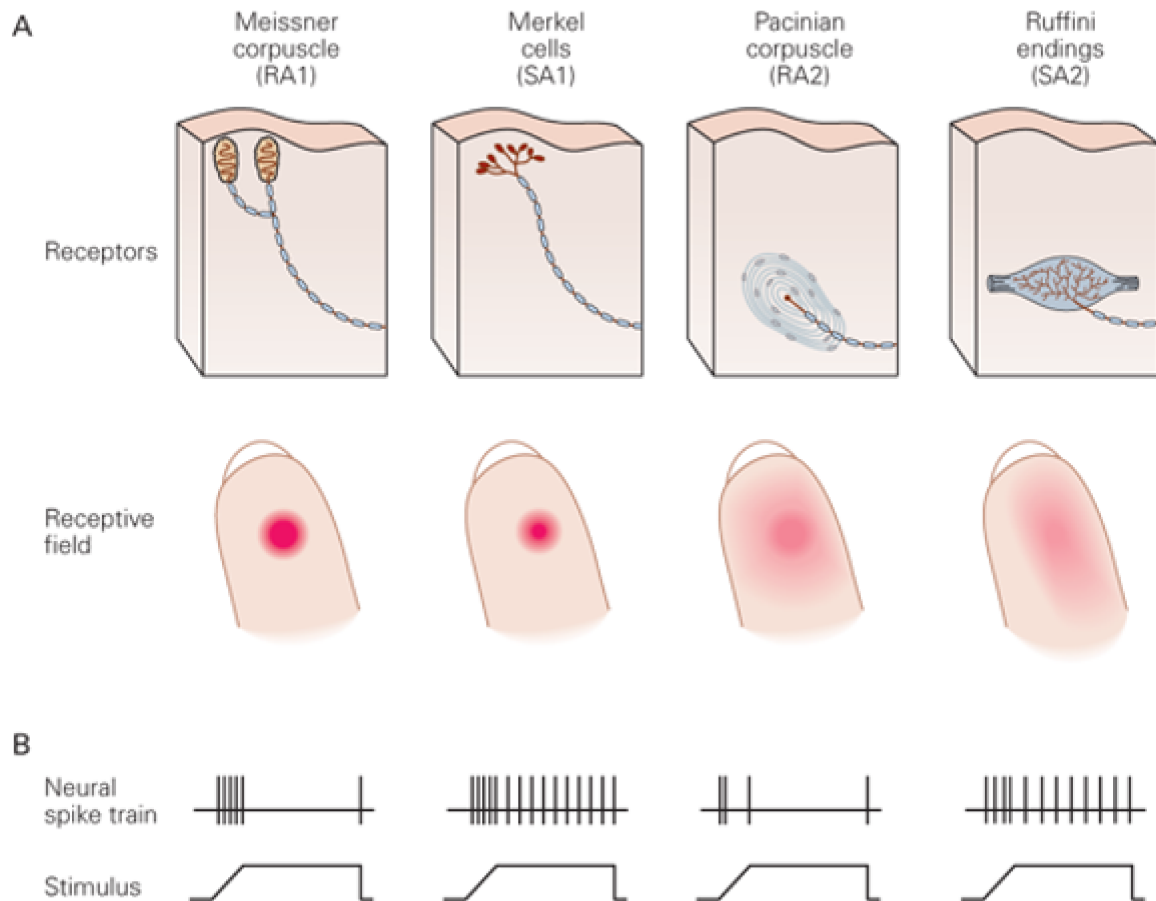 A
Meissner
corpuscle
(RA1)
Merkel
cells
(SA1)
Pacinian
corpuscle
(RA2)
Ruffini
endings
(SA2)
Receptors
Receptive
field
B
Neural
spike train
Stimulus